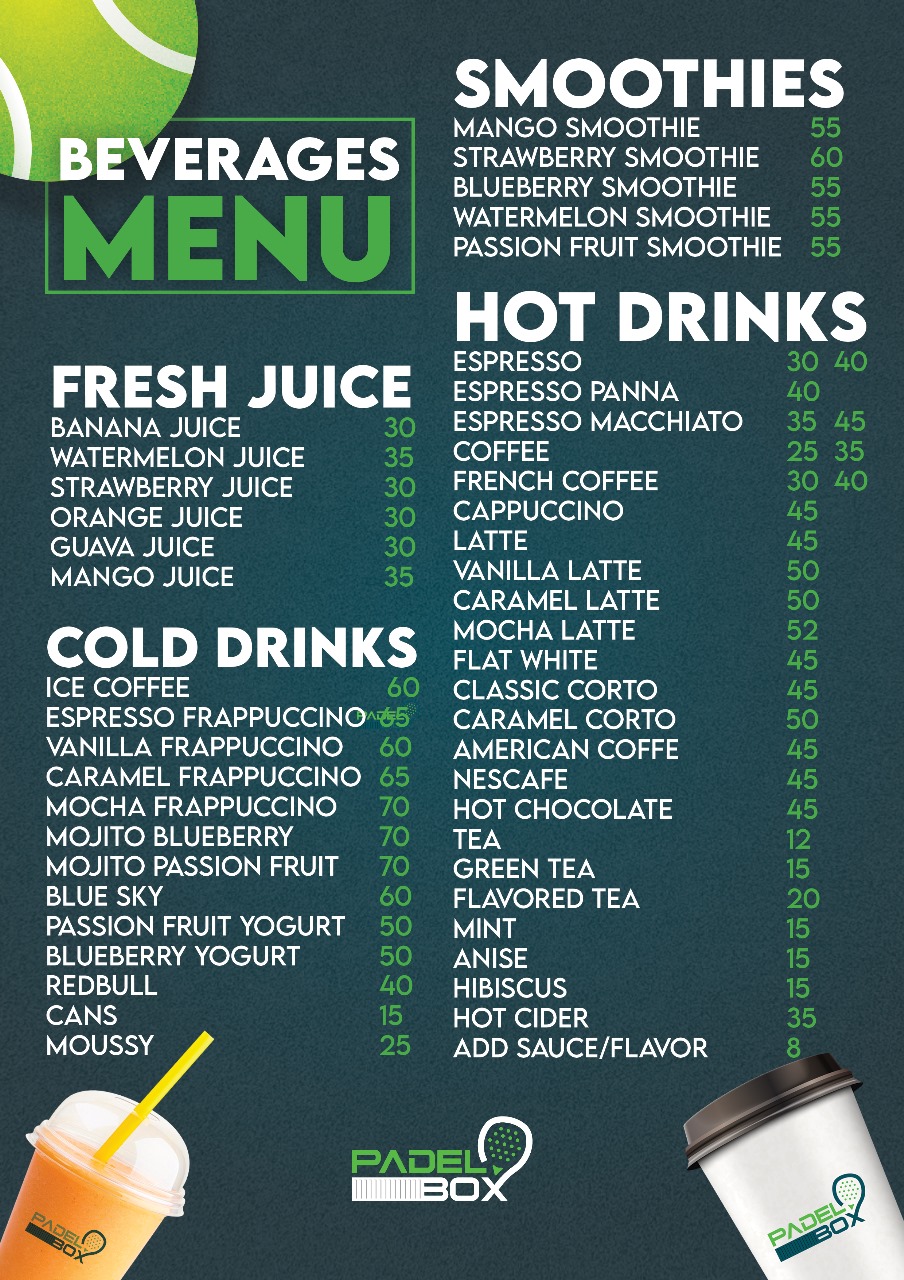 BEVERAGES
MENU
FRESH JUICE
BANANA JUICE 30
WATERMELON JUICE 35
STRAWBERRY JUICE 30
ORANGE JUICE 30
GUAVA JUICE 30
MANGO JUICE 35
COLD DRINKS
ICE COFFEE 60
ESPRESSO FRAPPUCCINO 65
VANILLA FRAPPUCCINO 60
CARAMEL FRAPPUCCINO 65
MOCHA FRAPPUCCINO 70
MOJITO BLUEBERRY 70
MOJITO PASSION FRUIT 70
BLUE SKY 60
PASSION FRUIT YOGURT 50
BLUEBERRY YOGURT 50
REDBULL 40
CANS 15
MOUSSY 25
SMOOTHIES
MANGO SMOOTHIE 55
STRAWBERRY SMOOTHIE 60
BLUEBERRY SMOOTHIE 55
WATERMELON SMOOTHIE 55
PASSION FRUIT SMOOTHIE 55
HOT DRINKS
ESPRESSO 30 40
ESPRESSO PANNA 40
ESPRESSO MACCHIATO 35 45
COFFEE 25 35
FRENCH COFFEE 30 40
CAPPUCCINO 45
LATTE 45
VANILLA LATTE 50
CARAMEL LATTE 50
MOCHA LATTE 52
FLAT WHITE 45
CLASSIC CORTO 45
CARAMEL CORTO 50
AMERICAN COFFE 45
NESCAFE 45
HOT CHOCOLATE 45
TEA 12
GREEN TEA 15
FLAVORED TEA 20
MINT 15
ANISE 15
HIBISCUS 15
HOT CIDER 35
ADD SAUCE/FLAVOR 8
PADEL
BOX
PADEL
BOX
PADEL
BOX